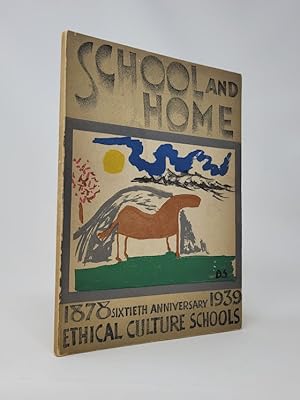 SCHOOL AND
HOME
D.S
1878 SIXTIETH ANNIVERSARY 1939
ETHICAL CULTURE SCHOOLS